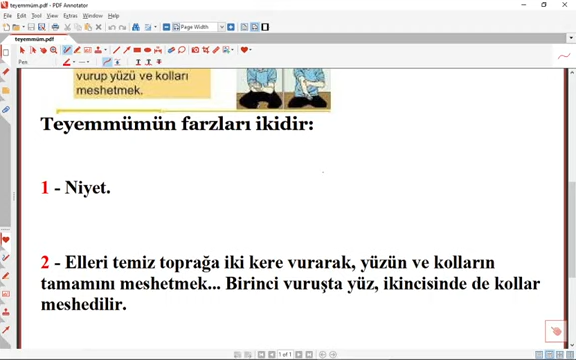 teyemmüm.pdf - PDF Annotator
File Edit Insert View Extras Window Help
Page Width
teyemmüm.pdf
Pen
vurup yüzü ve kolları
meshetmek.
Teyemmümün farzları ikidir:
1 - Niyet.
2 - Elleri temiz toprağa iki kere vurarak, yüzün ve kolların
tamamını meshetmek... Birinci vuruşta yüz, ikincisinde de kollar
meshedilir.
1 of 1